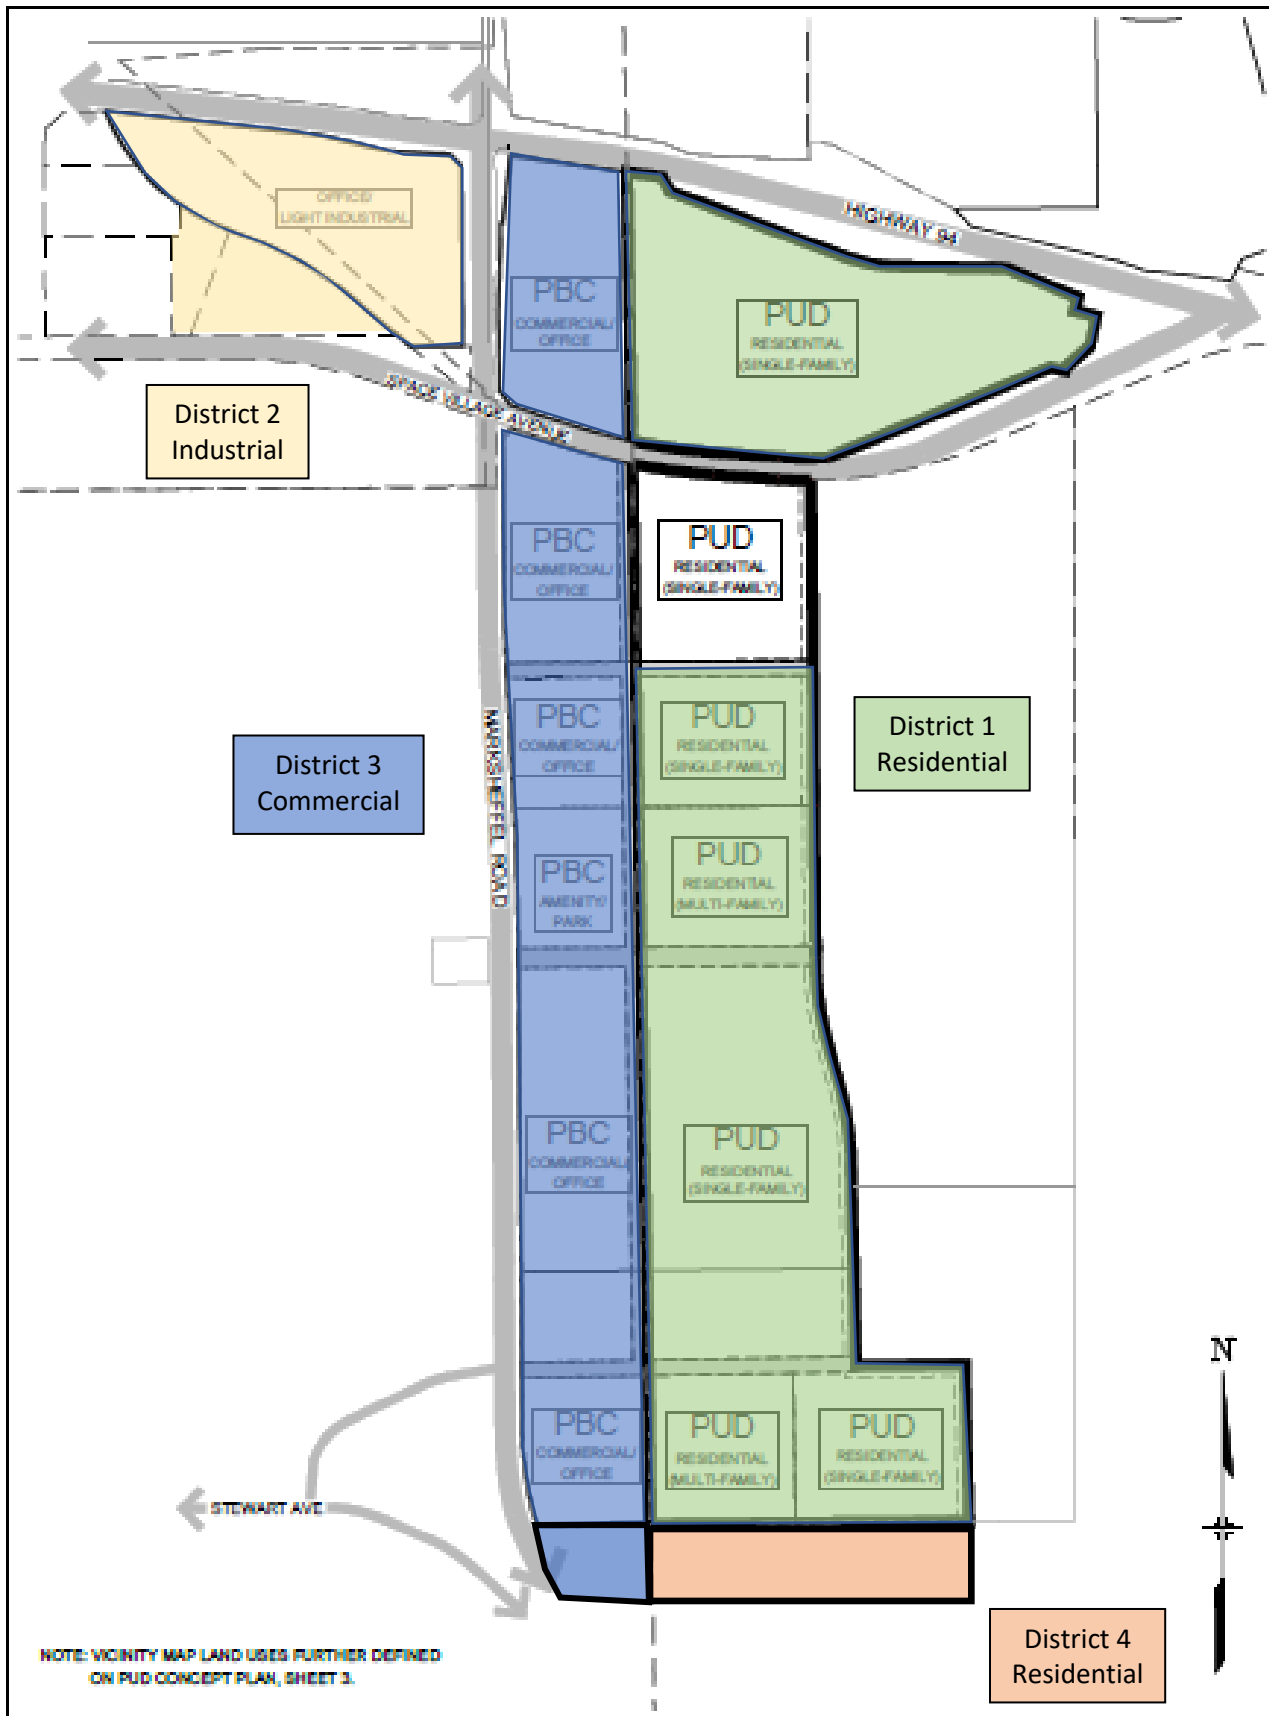 OFFICE/
LIGHT INDUSTRIAL
HIGHWAY 94
PBC
COMMERCIAL/
OFFICE
PUD
RESIDENTIAL
(SINGLE-FAMILY)
SPACE VILLAGE AVENUE
District 2
Industrial
PBC
COMMERCIAL/
OFFICE
PUD
RESIDENTIAL
(SINGLE-FAMILY)
PBC
COMMERCIAL/
OFFICE
PUD
RESIDENTIAL
(SINGLE-FAMILY)
District 1
Residential
District 3
Commercial
MARKSHEFFEL ROAD
PBC
AMENITY/
PARK
PUD
RESIDENTIAL
(MULTI-FAMILY)
PBC
COMMERCIAL/
OFFICE
PUD
RESIDENTIAL
(SINGLE-FAMILY)
N
PBC
COMMERCIAL/
OFFICE
PUD
RESIDENTIAL
(MULTI-FAMILY)
PUD
RESIDENTIAL
(SINGLE-FAMILY)
STEWART AVE
District 4
Residential
NOTE: VICINITY MAP LAND USES FURTHER DEFINED
ON PUD CONCEPT PLAN, SHEET 3.